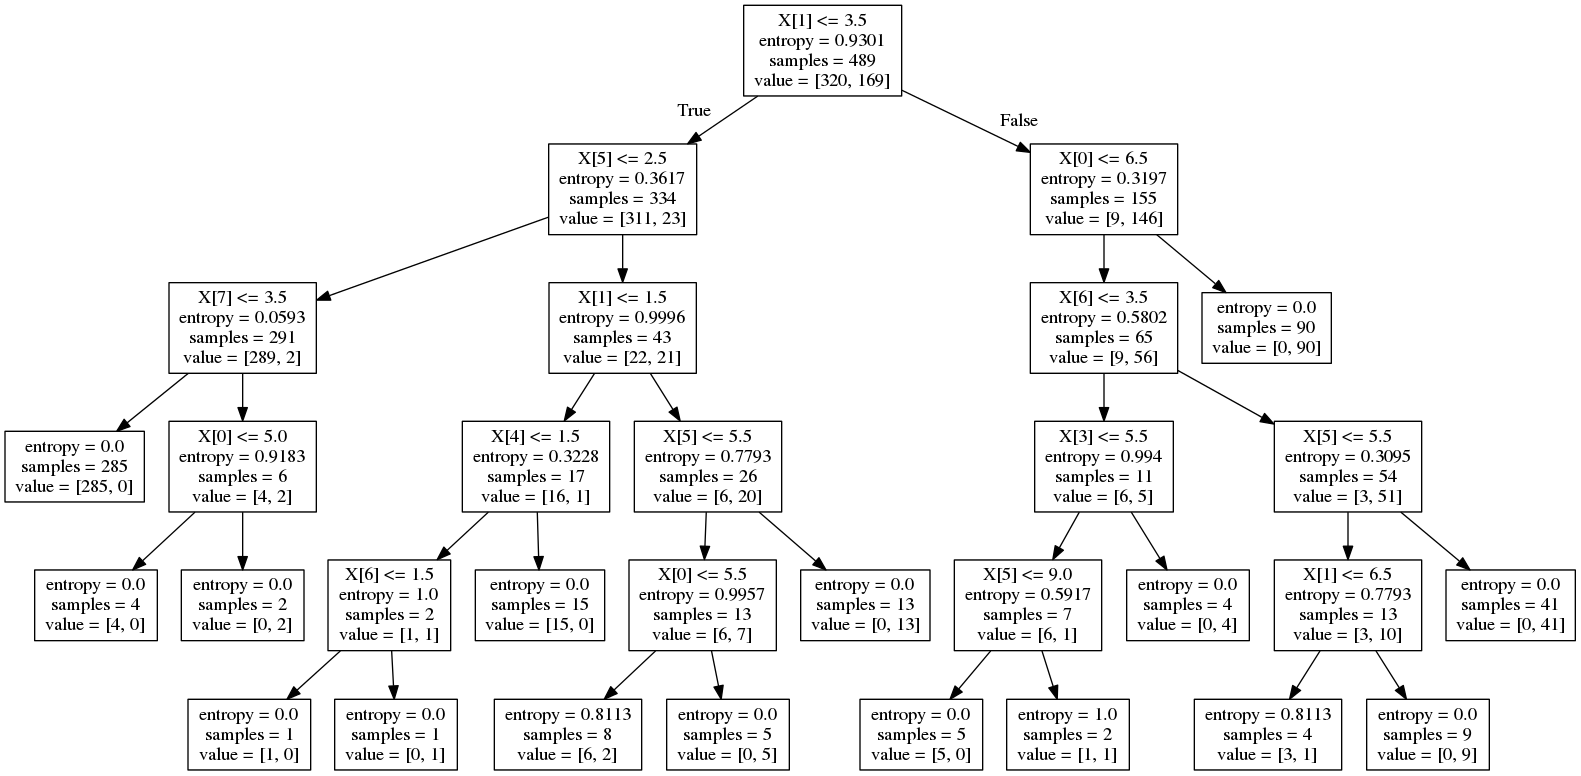 X[1] <= 3.5
entropy = 0.9301
samples = 489
value = [320, 169]
True
False
X[5] <= 2.5
entropy = 0.3617
samples = 334
value = [311, 23]
X[0] <= 6.5
entropy = 0.3197
samples = 155
value = [9, 146]
X[7] <= 3.5
entropy = 0.0593
samples = 291
value = [289, 2]
X[1] <= 1.5
entropy = 0.9996
samples = 43
value = [22, 21]
X[6] <= 3.5
entropy = 0.5802
samples = 65
value = [9, 56]
entropy = 0.0
samples = 90
value = [0, 90]
entropy = 0.0
samples = 285
value = [285, 0]
X[0] <= 5.0
entropy = 0.9183
samples = 6
value = [4, 2]
X[4] <= 1.5
entropy = 0.3228
samples = 17
value = [16, 1]
X[5] <= 5.5
entropy = 0.7793
samples = 26
value = [6, 20]
X[3] <= 5.5
entropy = 0.994
samples = 11
value = [6, 5]
X[5] <= 5.5
entropy = 0.3095
samples = 54
value = [3, 51]
entropy = 0.0
samples = 4
value = [4, 0]
entropy = 0.0
samples = 2
value = [0, 2]
X[6] <= 1.5
entropy = 1.0
samples = 2
value = [1, 1]
entropy = 0.0
samples = 15
value = [15, 0]
X[0] <= 5.5
entropy = 0.9957
samples = 13
value = [6, 7]
entropy = 0.0
samples = 13
value = [0, 13]
X[5] <= 9.0
entropy = 0.5917
samples = 7
value = [6, 1]
entropy = 0.0
samples = 4
value = [0, 4]
X[1] <= 6.5
entropy = 0.7793
samples = 13
value = [3, 10]
entropy = 0.0
samples = 41
value = [0, 41]
entropy = 0.0
samples = 1
value = [1, 0]
entropy = 0.0
samples = 1
value = [0, 1]
entropy = 0.8113
samples = 8
value = [6, 2]
entropy = 0.0
samples = 5
value = [0, 5]
entropy = 0.0
samples = 5
value = [5, 0]
entropy = 1.0
samples = 2
value = [1, 1]
entropy = 0.8113
samples = 4
value = [3, 1]
entropy = 0.0
samples = 9
value = [0, 9]